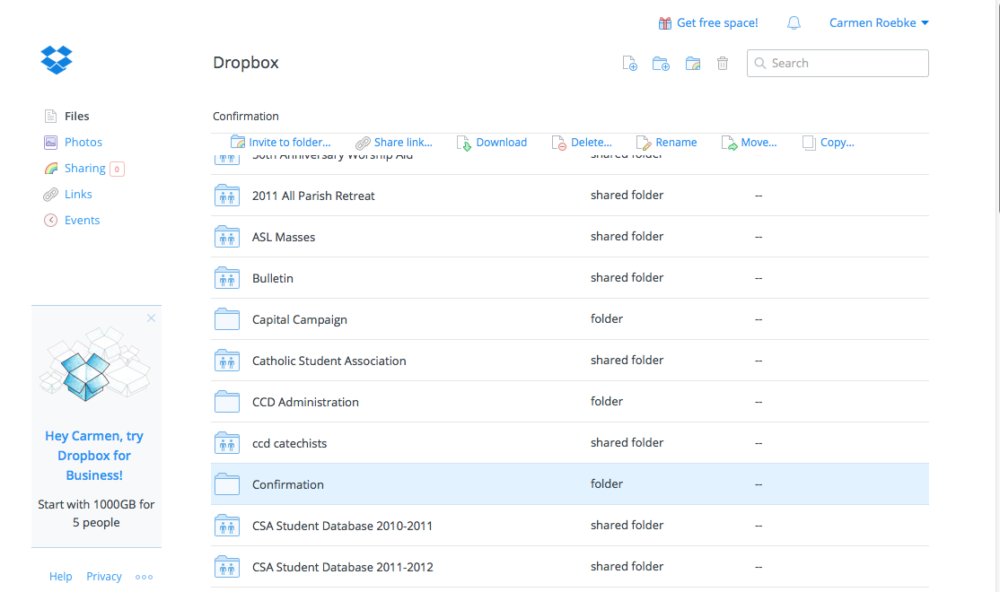 Get free space!
Carmen Roebke
Dropbox
Search
Files
Photos
Sharing 0
Links
Events
Confirmation
Invite to folder... Share link... Download Delete... Rename Move... Copy...
50th Anniversary Worship Aid shared folder
2011 All Parish Retreat shared folder --
ASL Masses shared folder --
Bulletin shared folder --
Capital Campaign folder --
Catholic Student Association shared folder --
CCD Administration folder --
ccd catechists shared folder --
Confirmation folder --
CSA Student Database 2010-2011 shared folder --
CSA Student Database 2011-2012 shared folder --
Hey Carmen, try
Dropbox for
Business!
Start with 1000GB for
5 people
Help Privacy